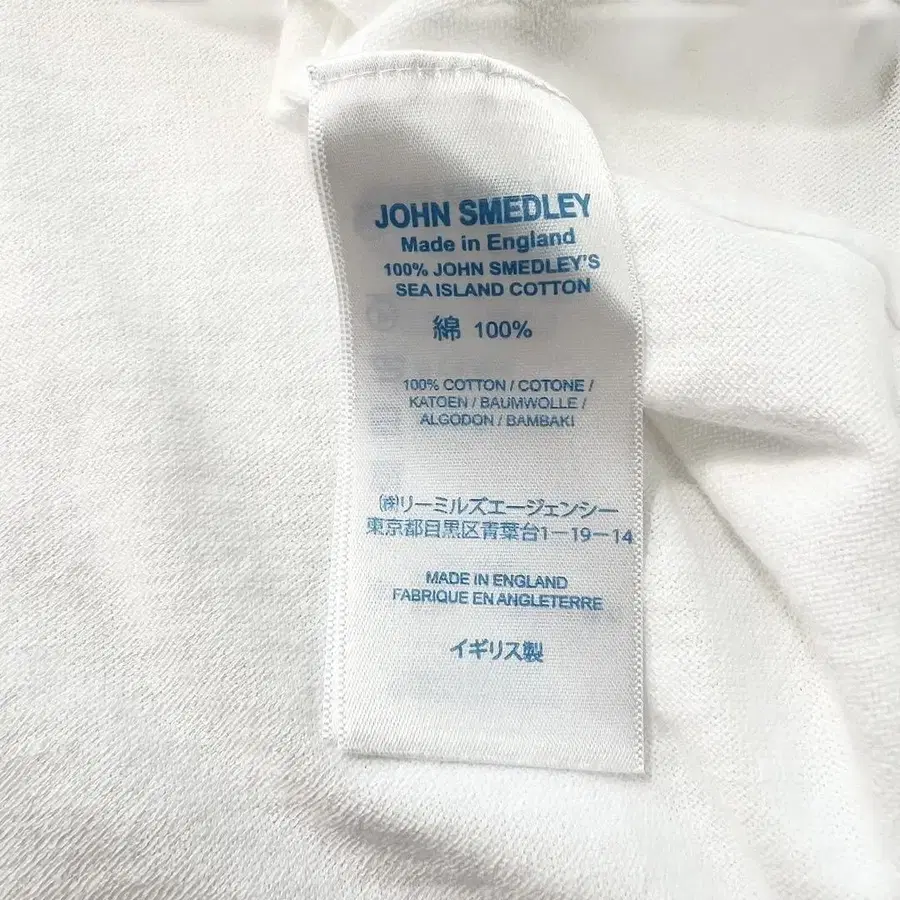 JOHN SMEDLEY
Made in England
100% JOHN SMEDLEY'S
SEA ISLAND COTTON
綿 100%
100% COTTON / COTONE /
KATOEN / BAUMWOLLE /
ALGODON / BAMBAKI
㈱リーミルズエージェンシー
東京都目黒区青葉台1-19-14
MADE IN ENGLAND
FABRIQUE EN ANGLETERRE
イギリス製